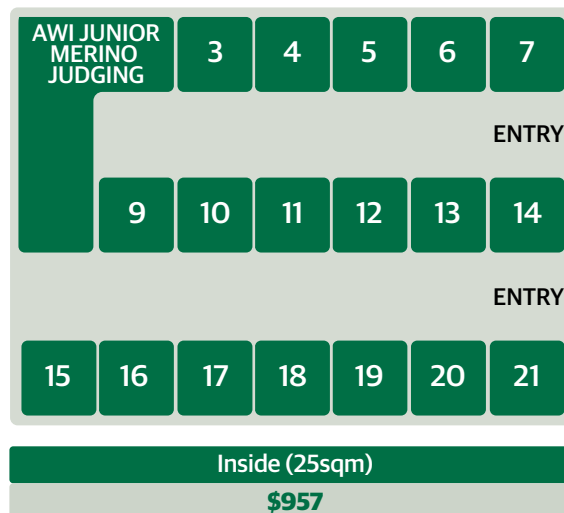 AWI JUNIOR
MERINO
JUDGING
3 4 5 6 7
ENTRY
9 10 11 12 13 14
ENTRY
15 16 17 18 19 20 21
Inside (25sqm)
$957